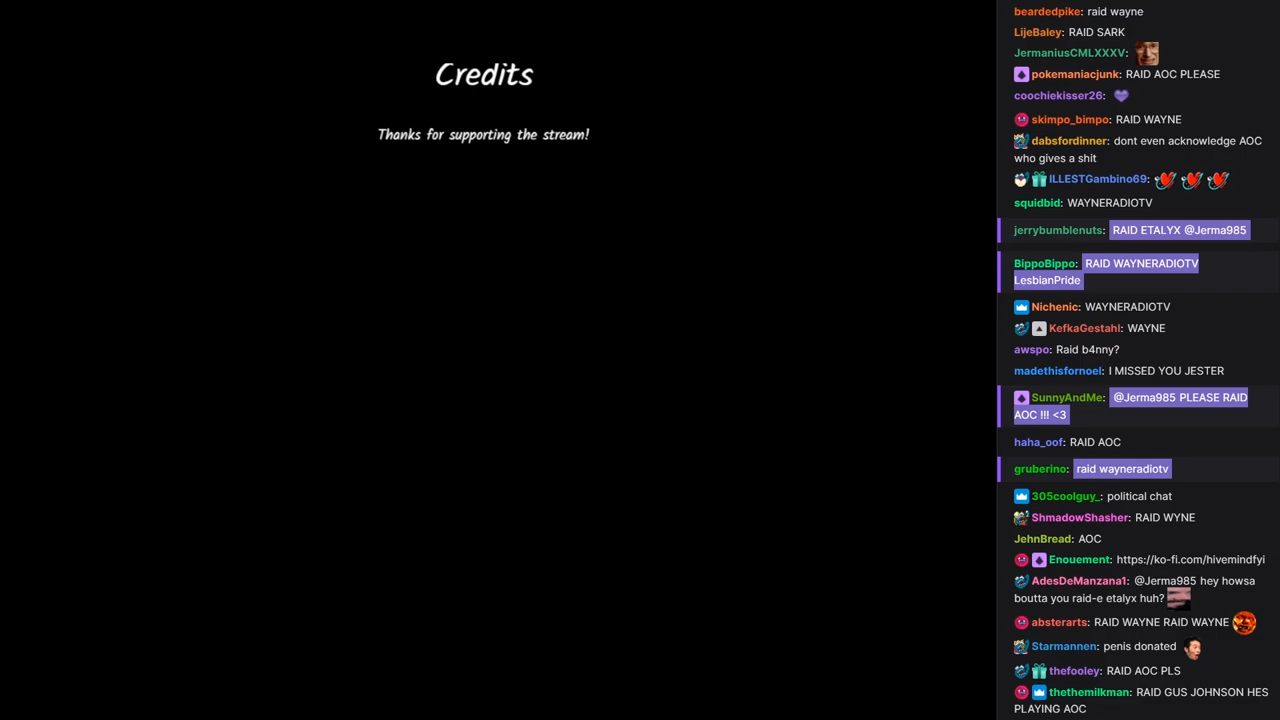 Credits
Thanks for supporting the stream!
beardedpike: raid wayne
LijeBaley: RAID SARK
JermaniusCMLXXXV:
pokemaniacjunk: RAID AOC PLEASE
coochiekisser26:
skimpo_bimpo: RAID WAYNE
dabsfordinner: dont even acknowledge AOC
who gives a shit
ILLESTGambino69:
squidbid: WAYNERADIOTV
jerrybumblenuts: RAID ETALYX @Jerma985
BippoBippo: RAID WAYNERADIOTV
LesbianPride
Nichenic: WAYNERADIOTV
KefkaGestahl: WAYNE
awspo: Raid b4nny?
madethisfornoel: I MISSED YOU JESTER
SunnyAndMe: @Jerma985 PLEASE RAID
AOC !!! <3
haha_oof: RAID AOC
gruberino: raid wayneradiotv
305coolguy_: political chat
ShmadowShasher: RAID WYNE
JehnBread: AOC
Enouement: https://ko-fi.com/hivemindfyi
AdesDeManzana1: @Jerma985 hey howsa
boutta you raid-e etalyx huh?
absterarts: RAID WAYNE RAID WAYNE
Starmannen: penis donated
thefooley: RAID AOC PLS
thethemilkman: RAID GUS JOHNSON HES
PLAYING AOC